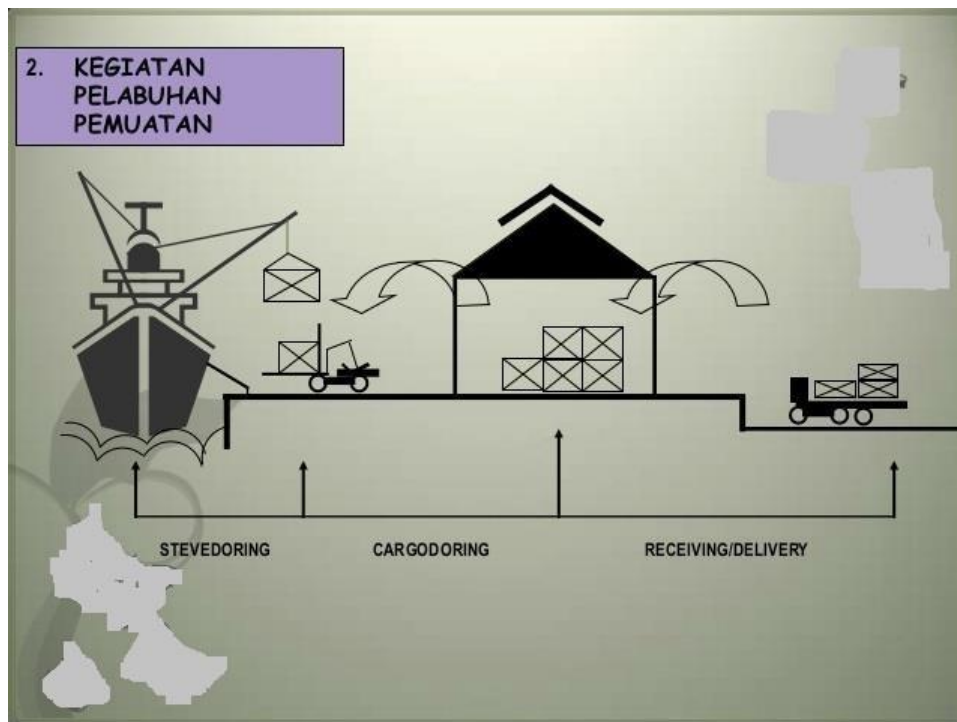 2. KEGIATAN
PELABUHAN
PEMUATAN
STEVEDORING CARGODORING RECEIVING/DELIVERY